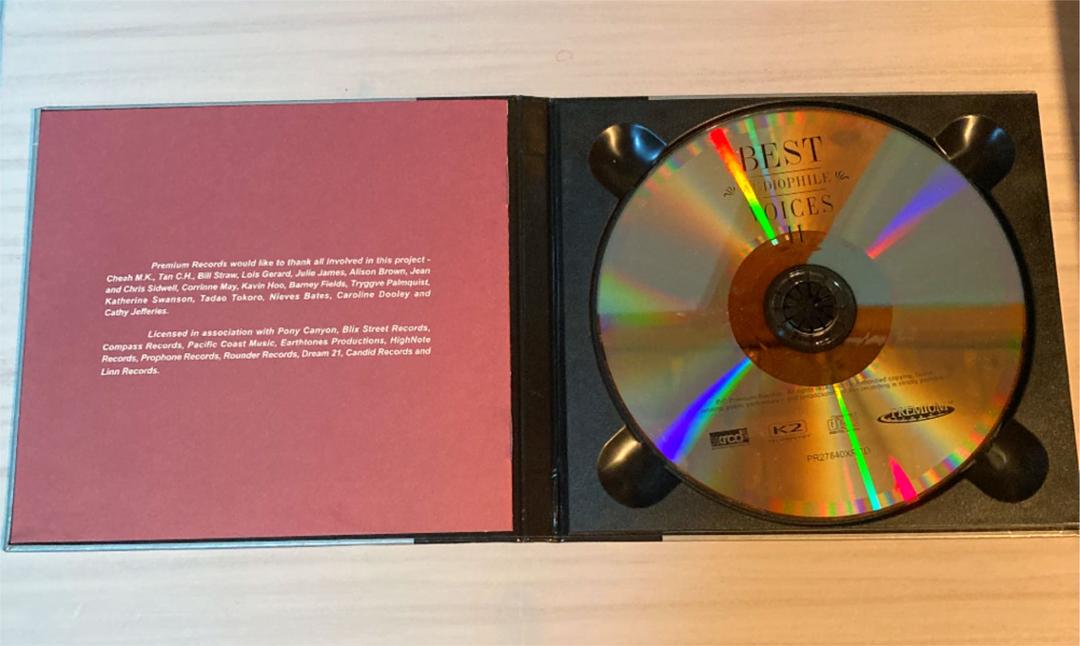 Premium Records would like to thank all involved in this project -
Cheah M.K., Tan C.H., Bill Straw, Lois Gerard, Julie James, Alison Brown, Jean
and Chris Sidwell, Corrinne May, Kavin Hoo, Barney Fields, Tryggve Palmquist,
Katherine Swanson, Tadao Tokoro, Nieves Bates, Caroline Dooley and
Cathy Jefferies.
Licensed in association with Pony Canyon, Blix Street Records,
Compass Records, Pacific Coast Music, Earthtones Productions, HighNote
Records, Prophone Records, Rounder Records, Dream 21, Candid Records and
Linn Records.
BEST
AUDIOPHILE
VOICES
II
xrcd K2 disc PREMIUM